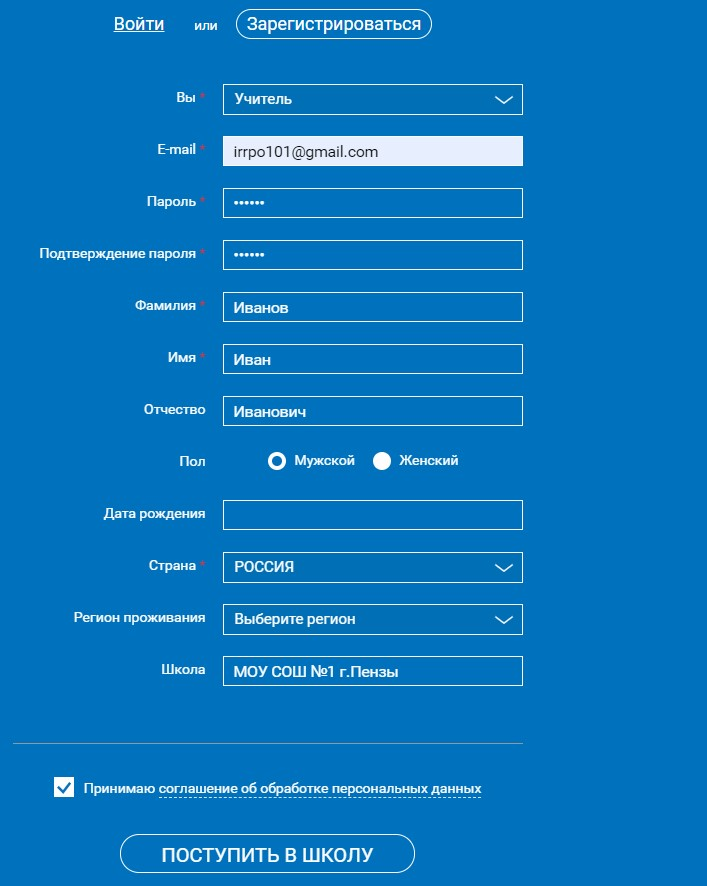 Войти или Зарегистрироваться
Вы * Учитель
E-mail * irrpo101@gmail.com
Пароль * ••••••
Подтверждение пароля * ••••••
Фамилия * Иванов
Имя * Иван
Отчество Иванович
Пол Мужской Женский
Дата рождения
Страна * РОССИЯ
Регион проживания Выберите регион
Школа МОУ СОШ №1 г.Пензы
Принимаю соглашение об обработке персональных данных
ПОСТУПИТЬ В ШКОЛУ